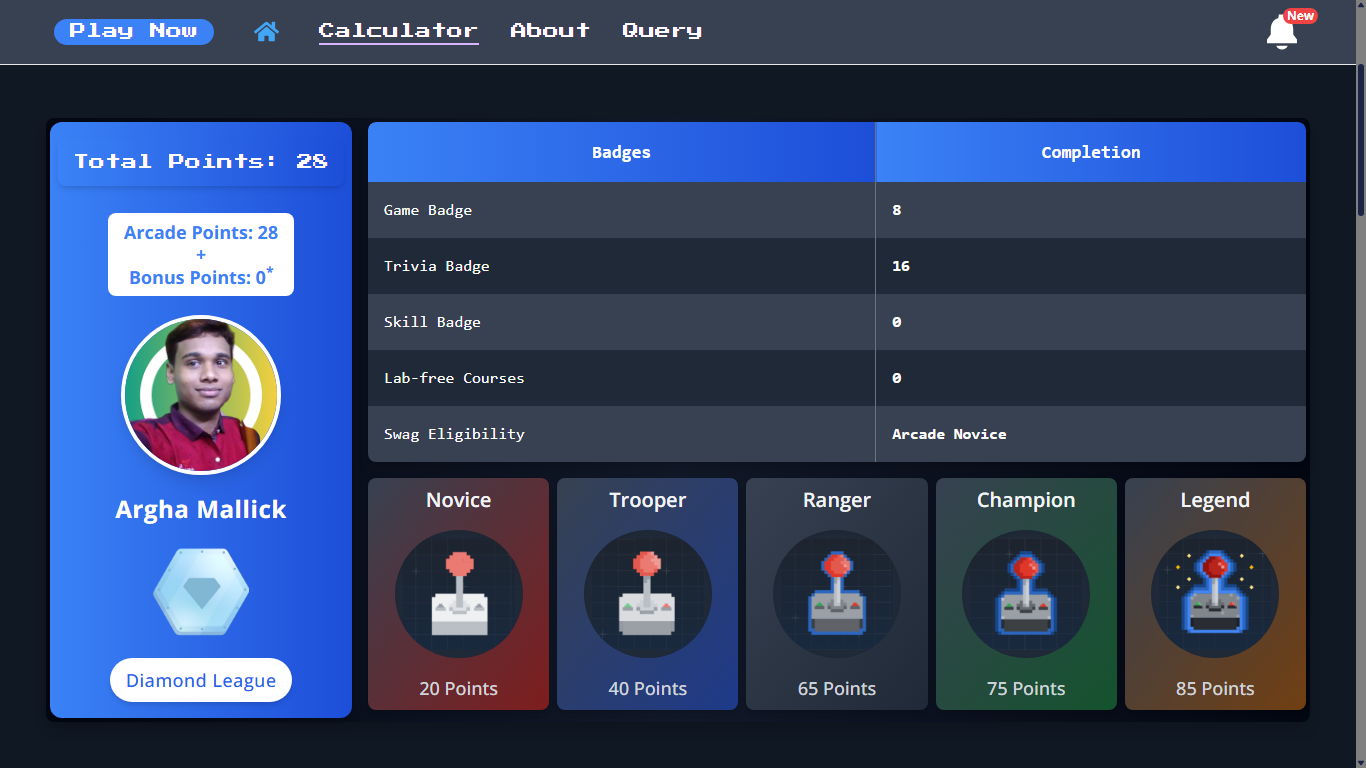 Play Now
Calculator
About
Query
New
Total Points: 28
Arcade Points: 28
+
Bonus Points: 0*
Argha Mallick
Diamond League
Badges Completion
Game Badge 8
Trivia Badge 16
Skill Badge 0
Lab-free Courses 0
Swag Eligibility Arcade Novice
Novice
20 Points
Trooper
40 Points
Ranger
65 Points
Champion
75 Points
Legend
85 Points